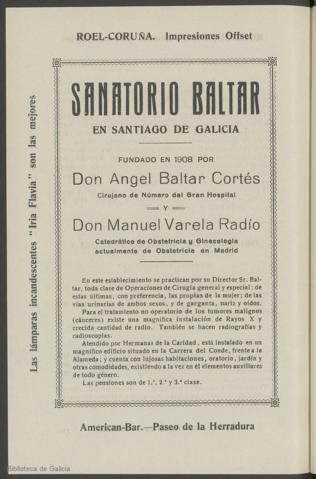 ROEL-CORUÑA. Impresiones Offset
Las lámparas incandescentes "Iria Flavia" son las mejores
SANATORIO BALTAR
EN SANTIAGO DE GALICIA
FUNDADO EN 1908 POR
Don Angel Baltar Cortés
Cirujano de Número del Gran Hospital
Y
Don Manuel Varela Radío
Catedrático de Obstetricia y Ginecología
actualmente de Obstetricia en Madrid
En este establecimiento se practican por su Director Sr. Bal-
tar, toda clase de Operaciones de Cirugía general y especial; de
estas últimas, con preferencia, las propias de la mujer; de las
vías urinarias de ambos sexos, y de garganta, nariz y oídos.
Para el tratamiento no operatorio de los tumores malignos
(cánceres) existe una magnífica instalación de Rayos X y
crecida cantidad de radio. También se hacen radiografías y
radioscopias.
Atendido por Hermanas de la Caridad, está instalado en un
magnífico edificio situado en la Carrera del Conde, frente a la
Alameda; y cuenta con lujosas habitaciones, oratorio, jardín y
otras comodidades, existiendo a la vez en él elementos auxiliares
de todo género.
Las pensiones son de 1.ª, 2.ª y 3.ª clase.
American-Bar.—Paseo de la Herradura
Biblioteca de Galicia